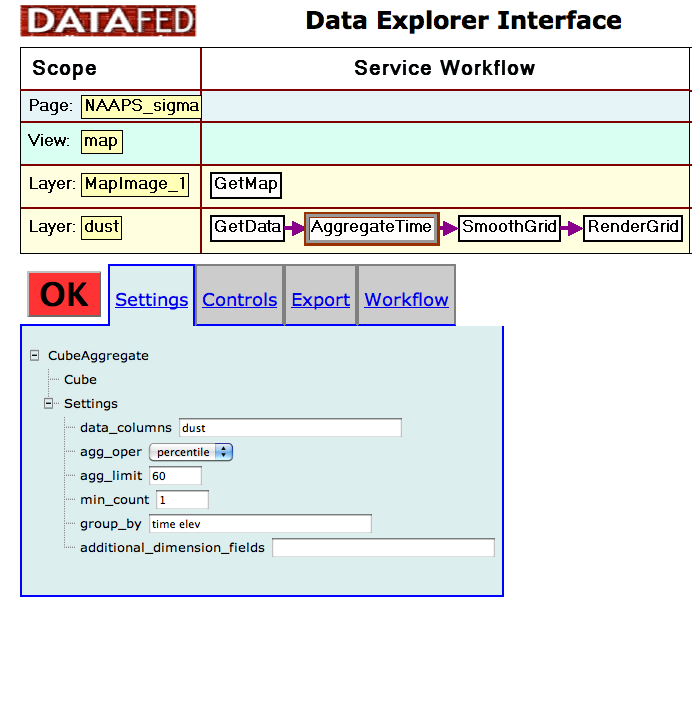 DATAFED Data Explorer Interface
Scope Service Workflow
Page: NAAPS_sigma
View: map
Layer: MapImage_1 GetMap
Layer: dust GetData AggregateTime SmoothGrid RenderGrid
OK Settings Controls Export Workflow
CubeAggregate
Cube
Settings
data_columns dust
agg_oper percentile
agg_limit 60
min_count 1
group_by time elev
additional_dimension_fields